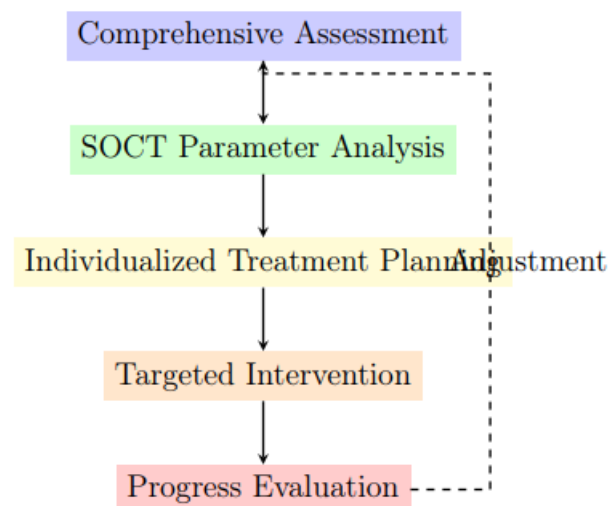 Comprehensive Assessment
SOCT Parameter Analysis
Individualized Treatment Planning
Adjustment
Targeted Intervention
Progress Evaluation